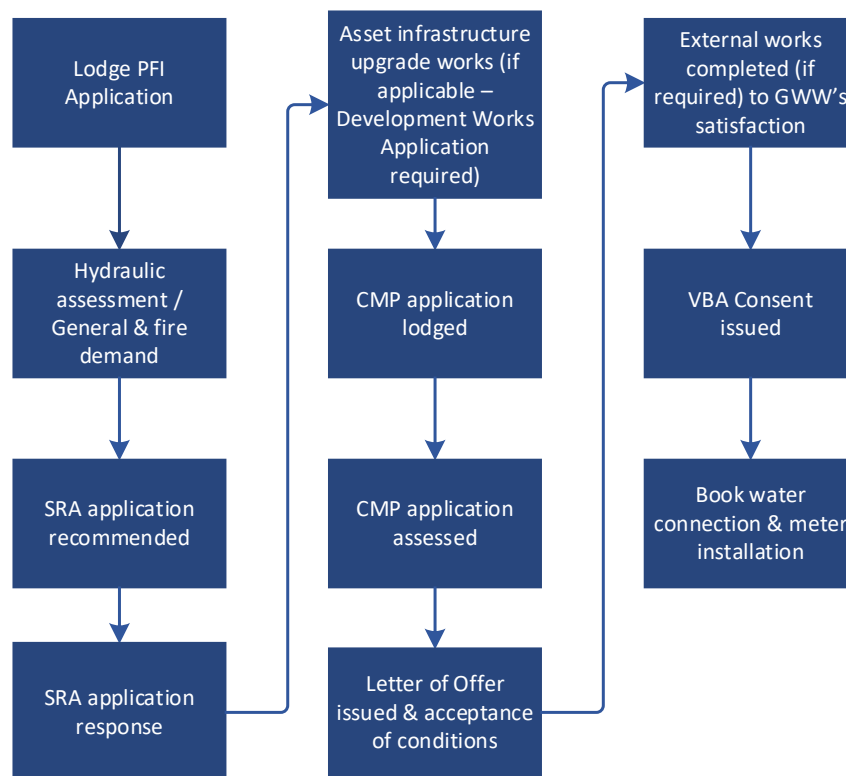 Lodge PFI
Application
Hydraulic
assessment /
General & fire
demand
SRA application
recommended
SRA application
response
Asset infrastructure
upgrade works (if
applicable –
Development Works
Application
required)
CMP application
lodged
CMP application
assessed
Letter of Offer
issued & acceptance
of conditions
External works
completed (if
required) to GWW's
satisfaction
VBA Consent
issued
Book water
connection & meter
installation